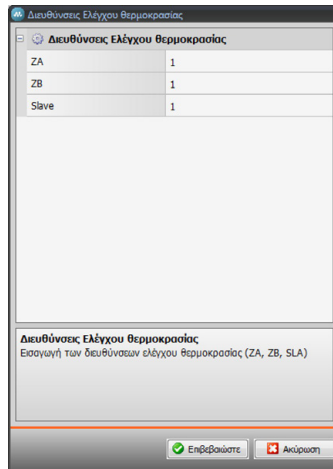 Διευθύνσεις Ελέγχου θερμοκρασίας
Διευθύνσεις Ελέγχου θερμοκρασίας
ZA 1
ZB 1
Slave 1
Διευθύνσεις Ελέγχου θερμοκρασίας
Εισαγωγή των διευθύνσεων ελέγχου θερμοκρασίας (ZA, ZB, SLA)
Επιβεβαιώστε Ακύρωση